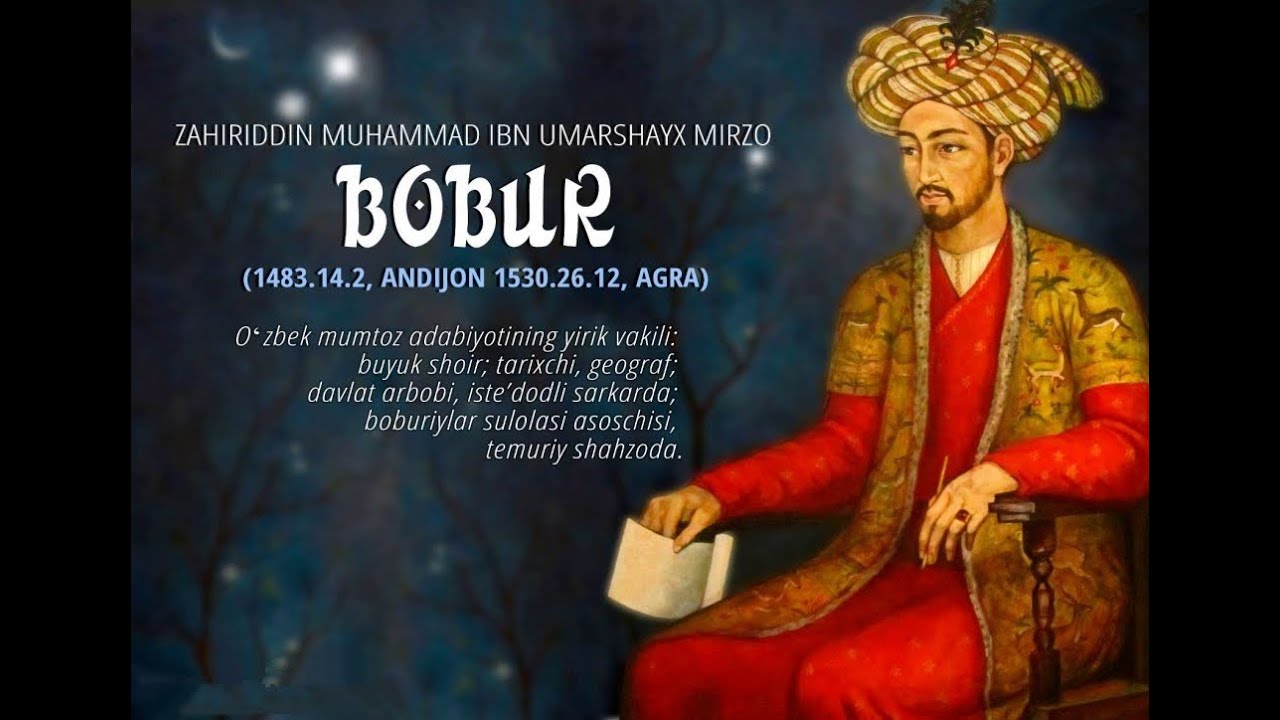 ZAHIRIDDIN MUHAMMAD IBN UMARSHAYX MIRZO
BOBUR
(1483.14.2, ANDIJON 1530.26.12, AGRA)
Oʻzbek mumtoz adabiyotining yirik vakili:
buyuk shoir; tarixchi, geograf;
davlat arbobi, iste’dodli sarkarda;
boburiylar sulolasi asoschisi,
temuriy shahzoda.